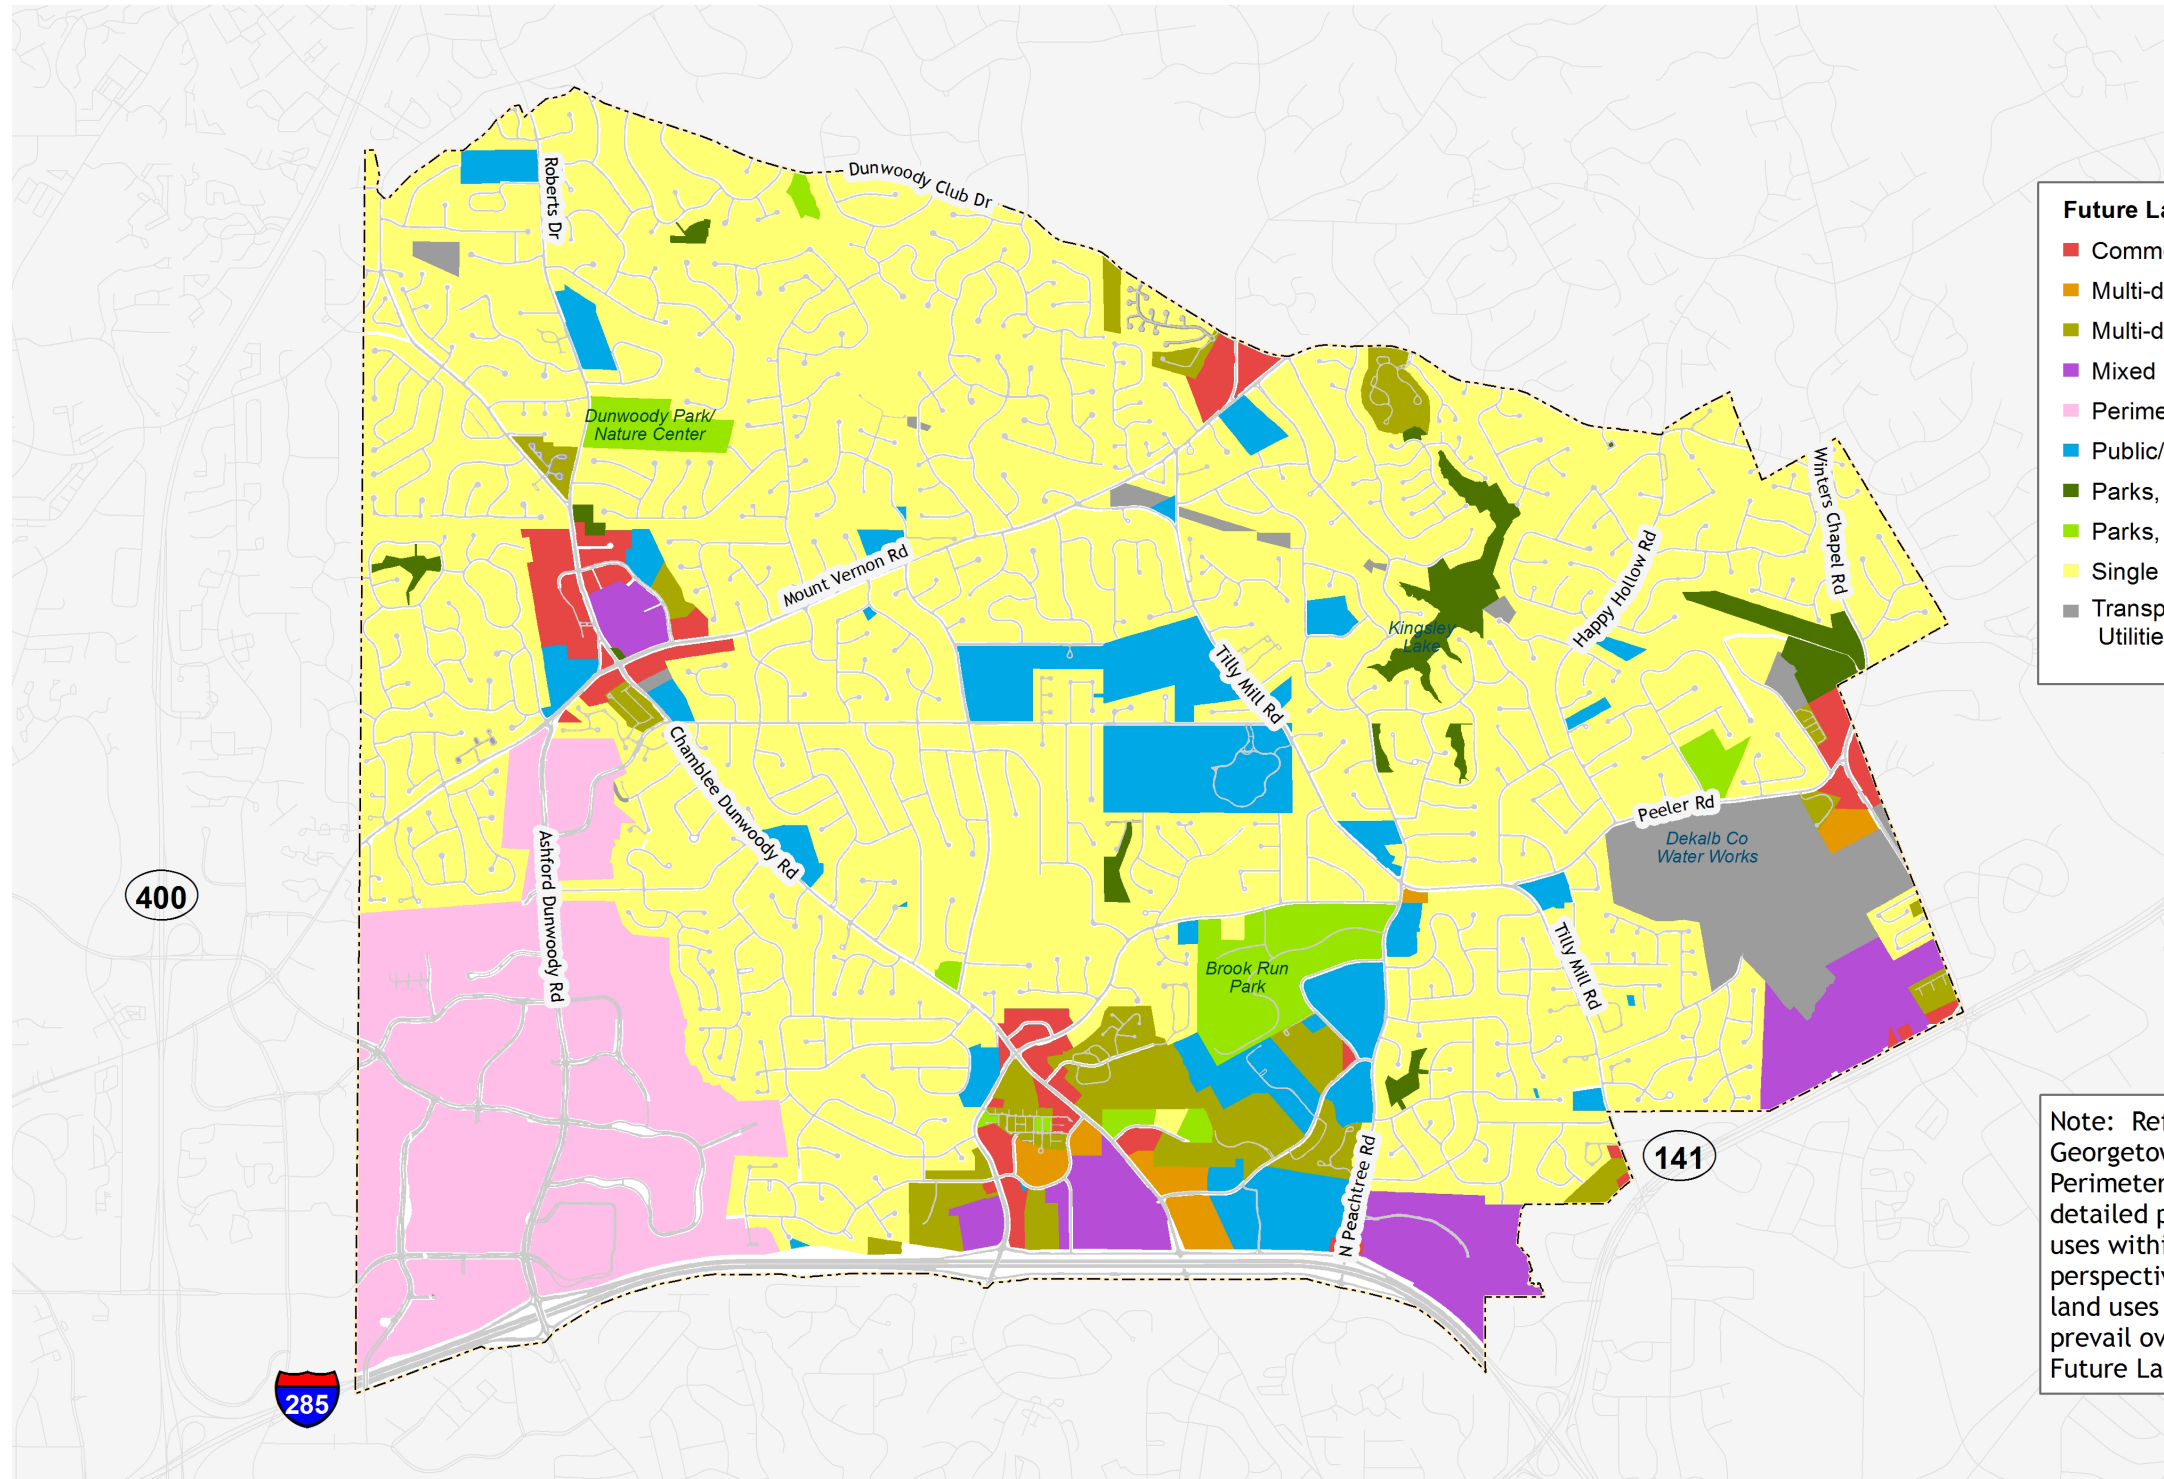 Dunwoody Club Dr
Roberts Dr
Dunwoody Park/
Nature Center
Winters Chapel Rd
Mount Vernon Rd
Happy Hollow Rd
Kingsley
Lake
Tilly Mill Rd
Chamblee Dunwoody Rd
Peeler Rd
Dekalb Co
Water Works
Ashford Dunwoody Rd
400
Brook Run
Park
Tilly Mill Rd
N Peachtree Rd
141
285
Future La
Comm
Multi-d
Multi-d
Mixed
Perime
Public/
Parks,
Parks,
Single
Transp
Utilitie
Note: Ref
Georgetov
Perimeter
detailed p
uses withi
perspectiv
land uses
prevail ov
Future La